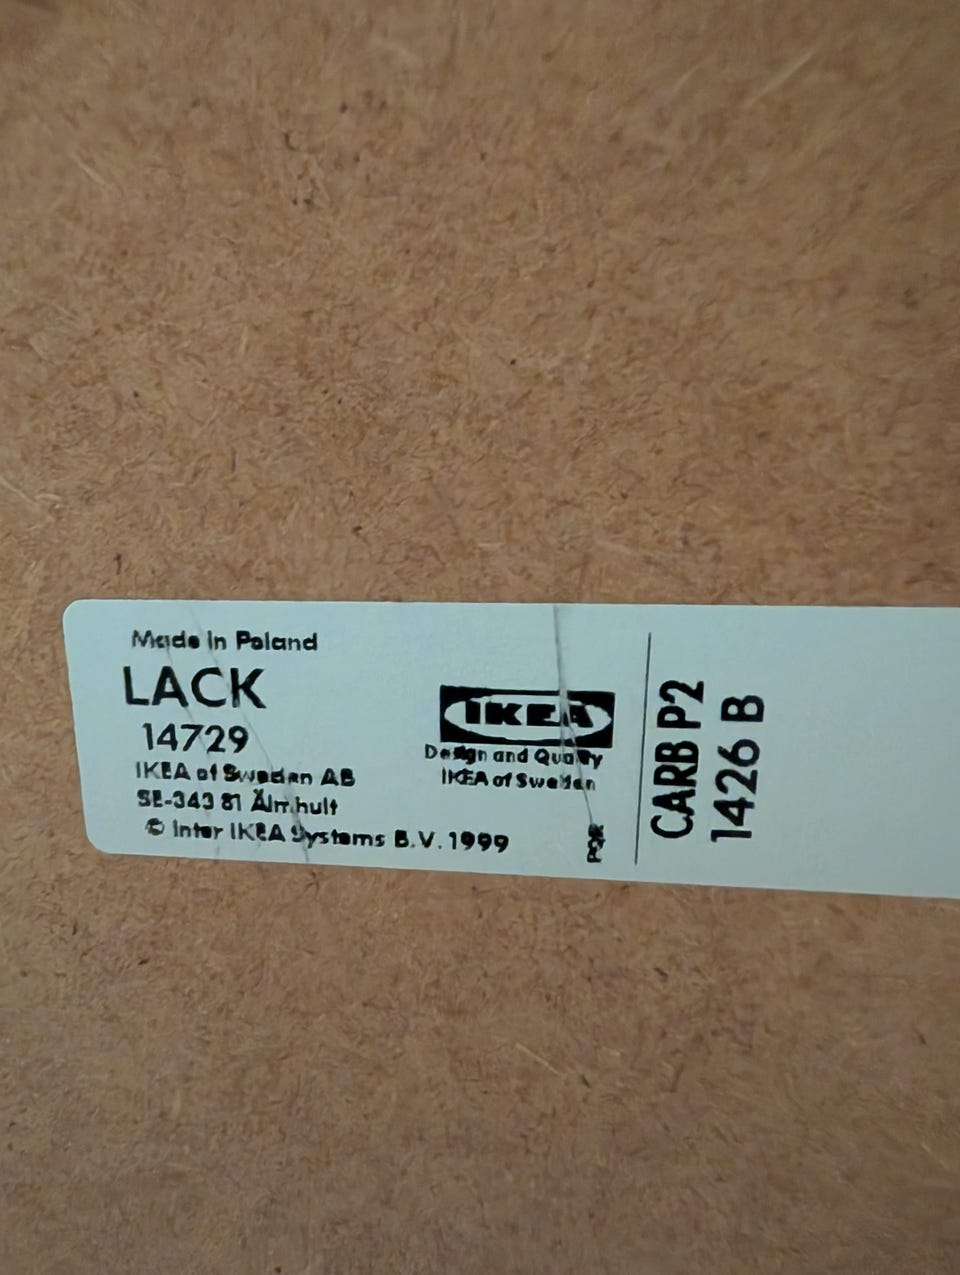 Made in Poland
LACK
14729
IKEA of Sweden AB
SE-343 81 Älmhult
© Inter IKEA Systems B.V. 1999
IKEA
Design and Quality
IKEA of Sweden
CARB P2
1426 B